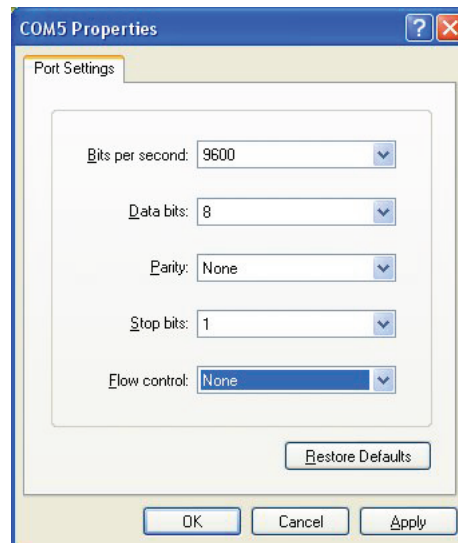 COM5 Properties
Port Settings
Bits per second: 9600
Data bits: 8
Parity: None
Stop bits: 1
Flow control: None
Restore Defaults
OK Cancel Apply